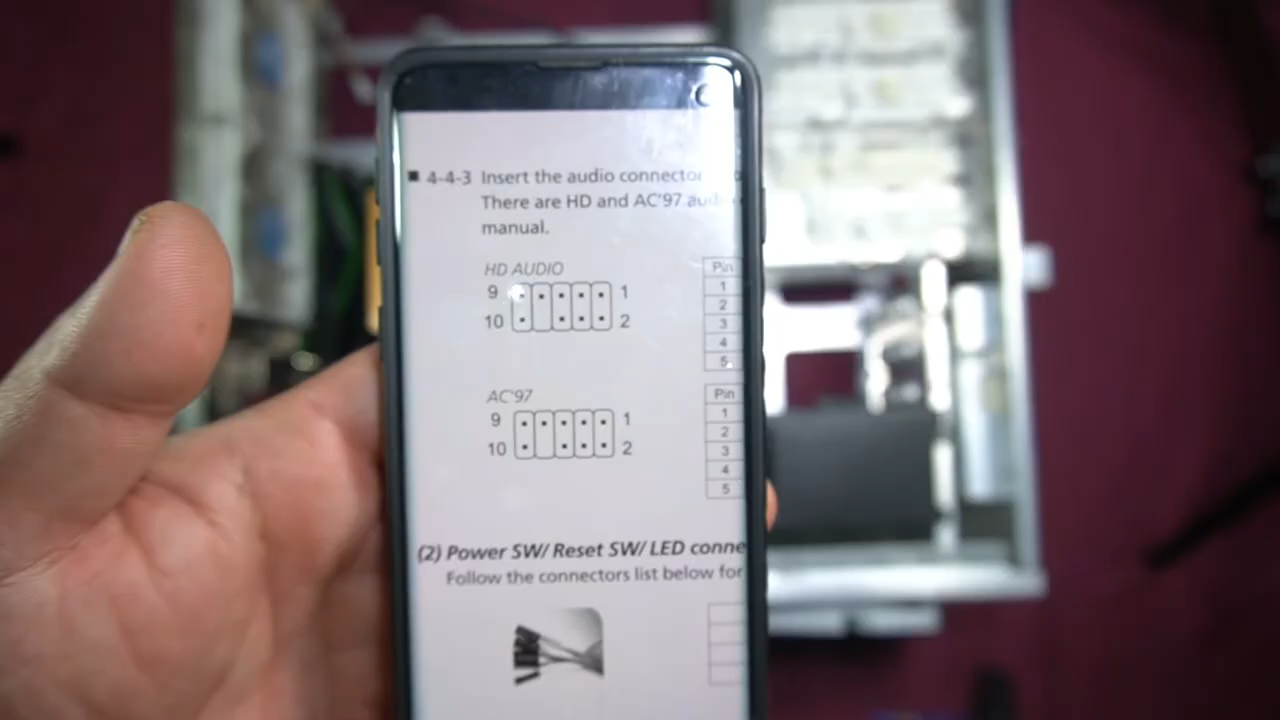 ■ 4-4-3 Insert the audio connector
There are HD and AC'97 audi
manual.
HD AUDIO
9 1
10 2
Pin
1
2
3
4
5
AC'97
9 1
10 2
Pin
1
2
3
4
5
(2) Power SW/ Reset SW/ LED conne
Follow the connectors list below for